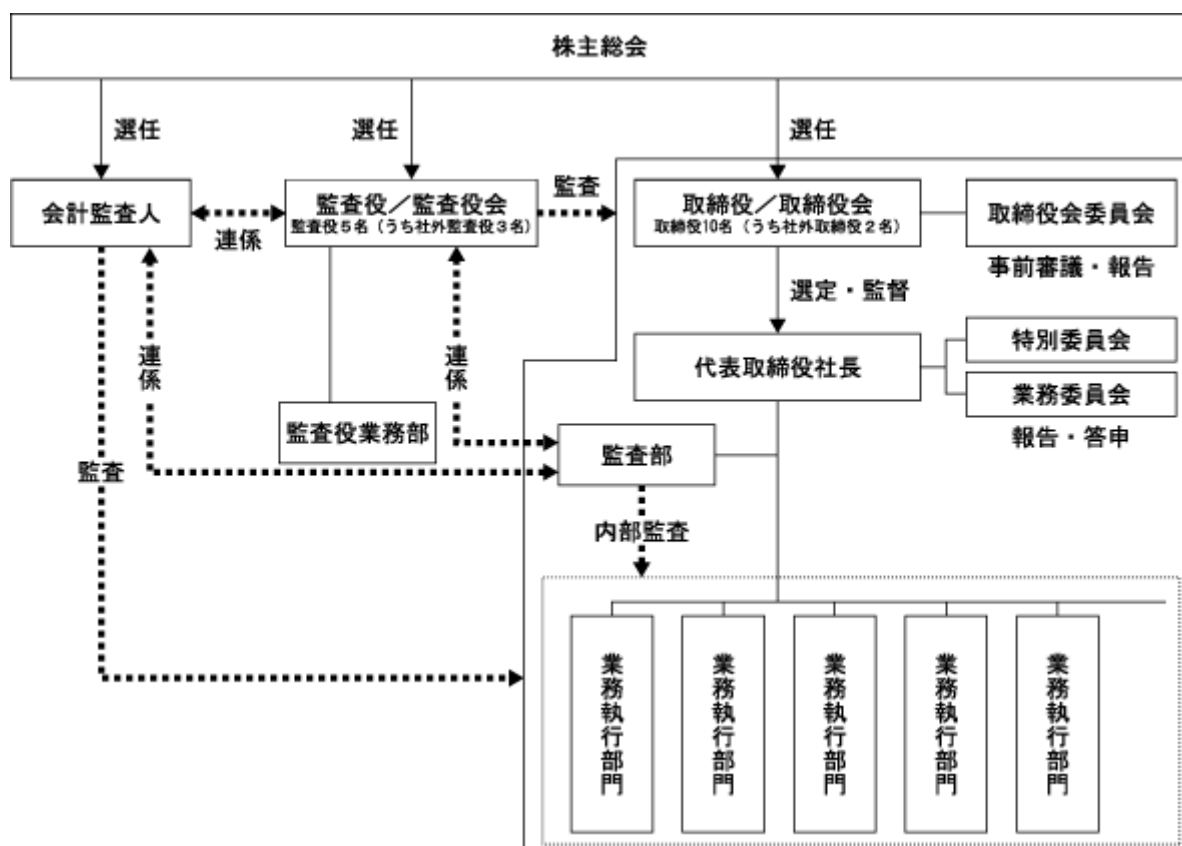 株主総会
選任
選任
選任
会計監査人
連係
監査役/監査役会
監査役5名(うち社外監査役3名)
監査
取締役/取締役会
取締役10名(うち社外取締役2名)
取締役会委員会
事前審議・報告
選定・監督
代表取締役社長
特別委員会
業務委員会
報告・答申
連係
連係
監査役業務部
監査部
監査
内部監査
業務執行部門
業務執行部門
業務執行部門
業務執行部門
業務執行部門